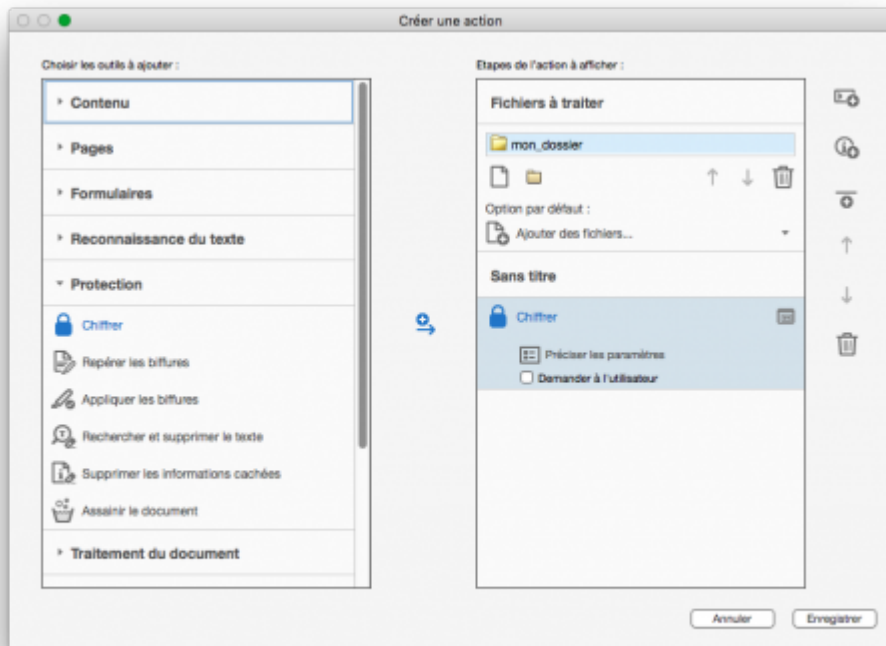 Créer une action
Choisir les outils à ajouter :
Contenu
Pages
Formulaires
Reconnaissance du texte
Protection
Chiffrer
Repérer les biffures
Appliquer les biffures
Rechercher et supprimer le texte
Supprimer les informations cachées
Assainir le document
Traitement du document
Etapes de l'action à afficher :
Fichiers à traiter
mon_dossier
Option par défaut :
Ajouter des fichiers...
Sans titre
Chiffrer
Préciser les paramètres
Demander à l'utilisateur
Annuler
Enregistrer